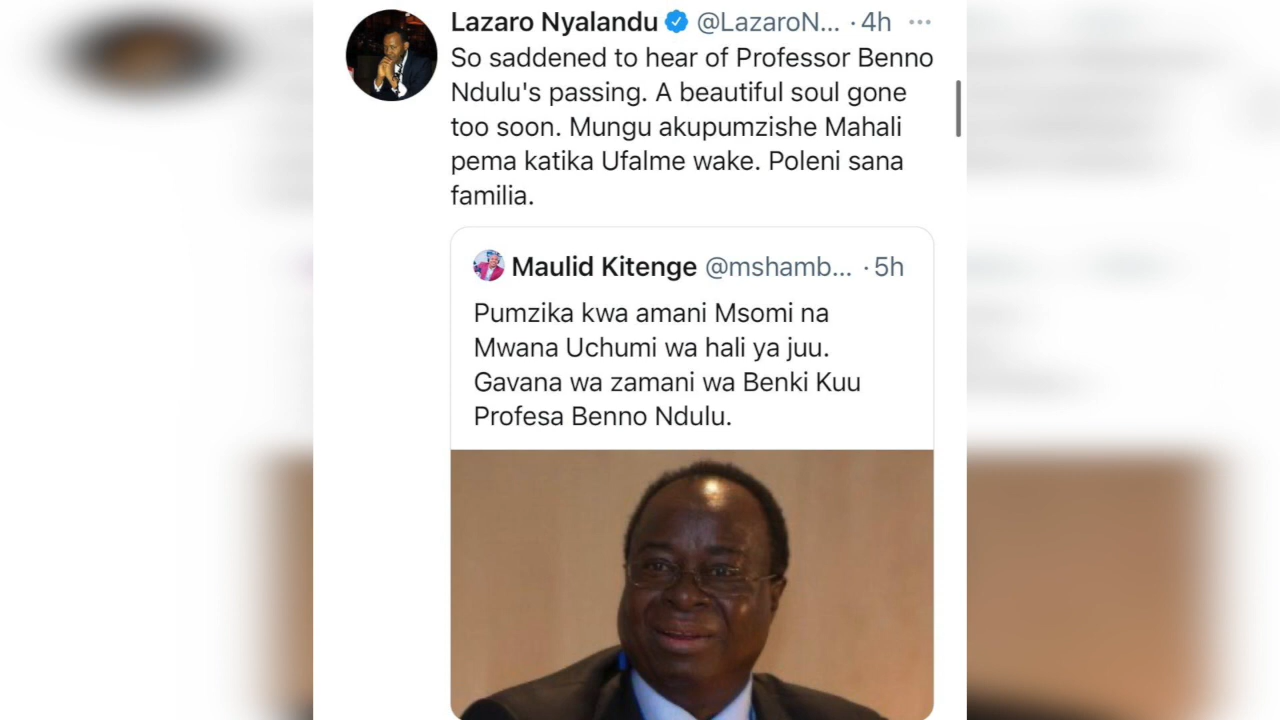 Lazaro Nyalandu @LazaroN... · 4h ...
So saddened to hear of Professor Benno
Ndulu's passing. A beautiful soul gone
too soon. Mungu akupumzishe Mahali
pema katika Ufalme wake. Poleni sana
familia.
Maulid Kitenge @mshamb... · 5h
Pumzika kwa amani Msomi na
Mwana Uchumi wa hali ya juu.
Gavana wa zamani wa Benki Kuu
Profesa Benno Ndulu.